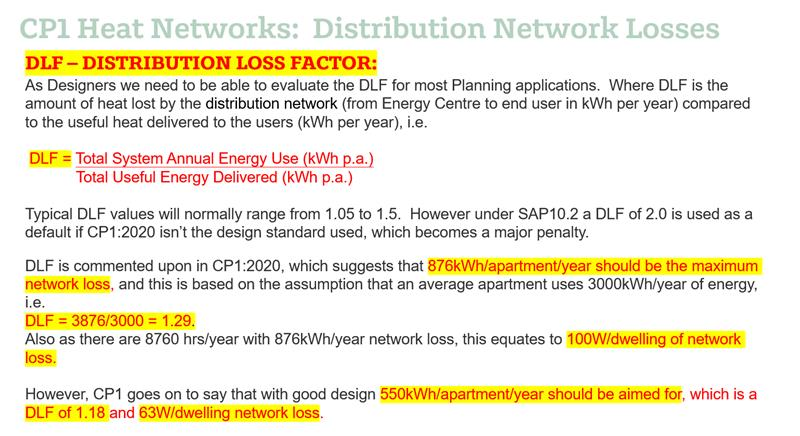 CP1 Heat Networks:  Distribution Network Losses
DLF – DISTRIBUTION LOSS FACTOR:
As Designers we need to be able to evaluate the DLF for most Planning applications.  Where DLF is the
amount of heat lost by the distribution network (from Energy Centre to end user in kWh per year) compared
to the useful heat delivered to the users (kWh per year), i.e.
DLF = Total System Annual Energy Use (kWh p.a.)
Total Useful Energy Delivered (kWh p.a.)
Typical DLF values will normally range from 1.05 to 1.5.  However under SAP10.2 a DLF of 2.0 is used as a
default if CP1:2020 isn't the design standard used, which becomes a major penalty.
DLF is commented upon in CP1:2020, which suggests that 876kWh/apartment/year should be the maximum
network loss, and this is based on the assumption that an average apartment uses 3000kWh/year of energy,
i.e.
DLF = 3876/3000 = 1.29.
Also as there are 8760 hrs/year with 876kWh/year network loss, this equates to 100W/dwelling of network
loss.
However, CP1 goes on to say that with good design 550kWh/apartment/year should be aimed for, which is a
DLF of 1.18 and 63W/dwelling network loss.